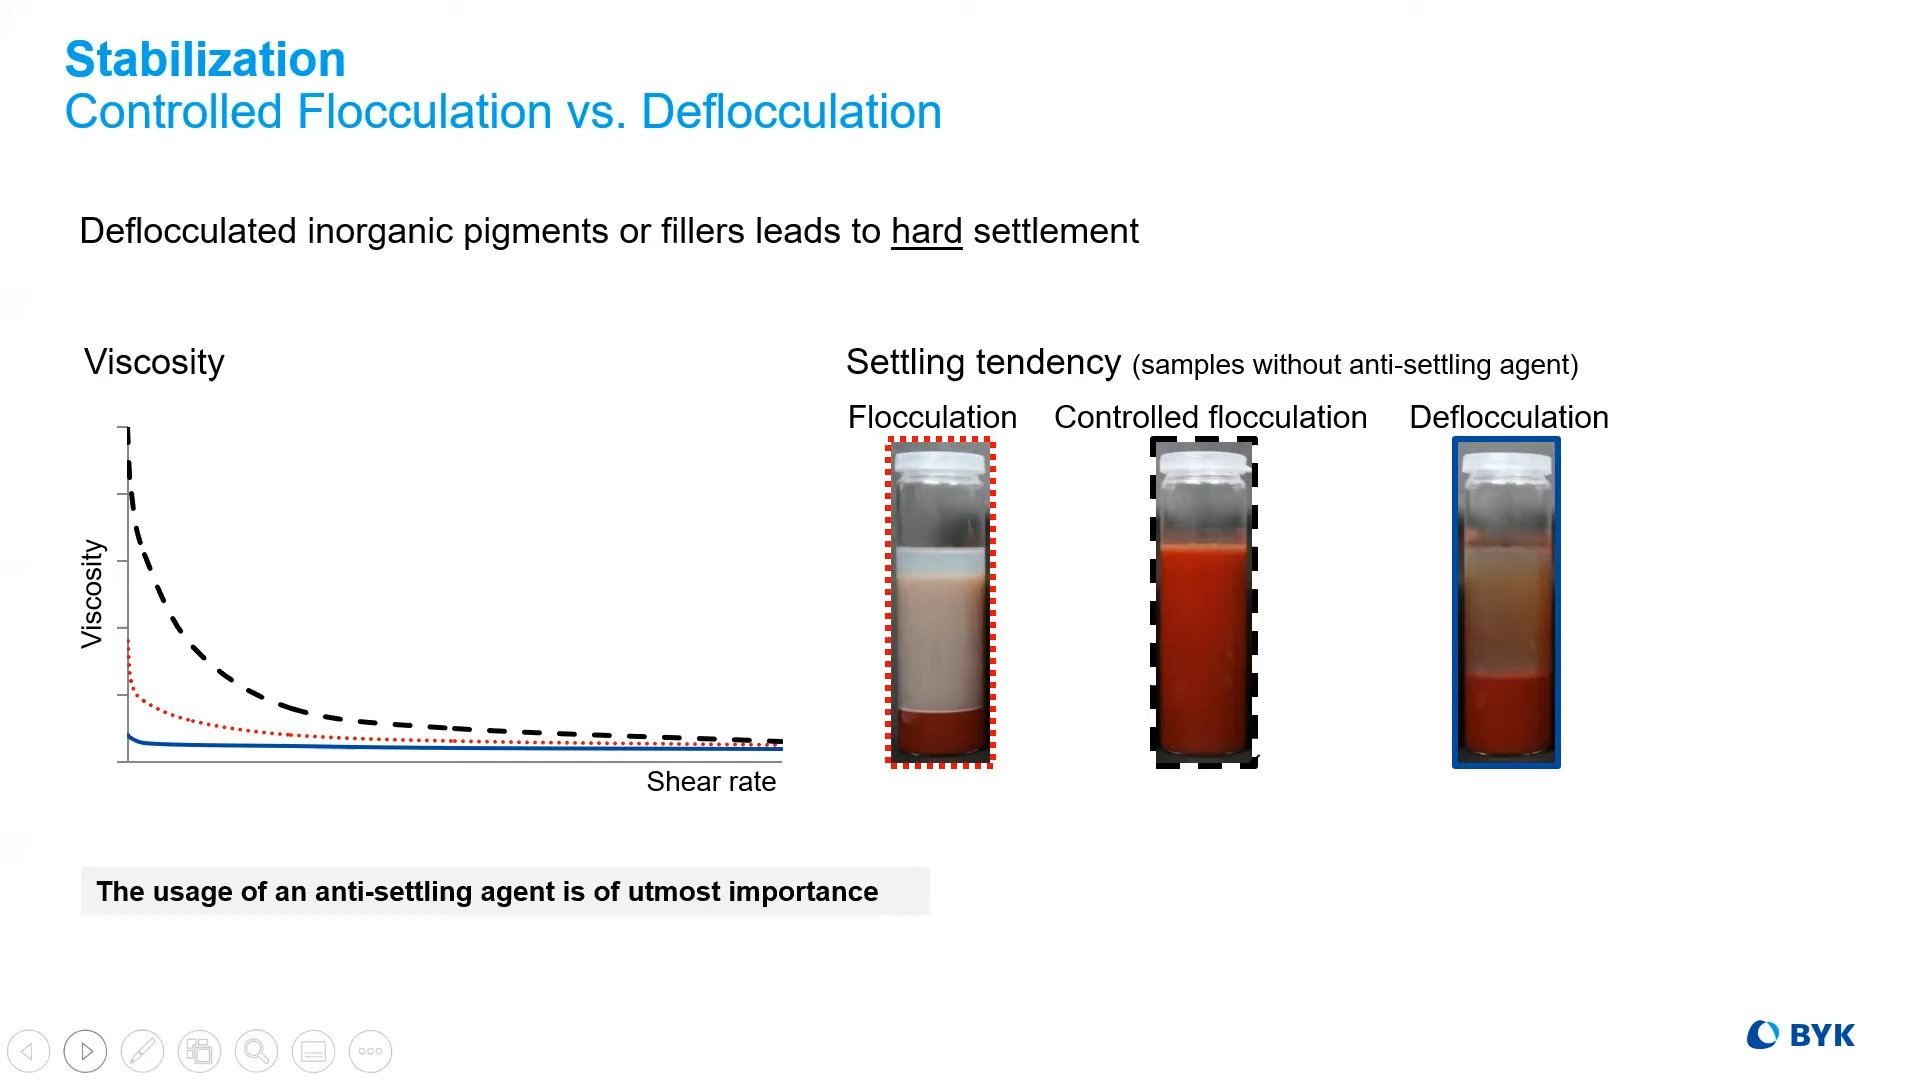 Stabilization
Controlled Flocculation vs. Deflocculation
Deflocculated inorganic pigments or fillers leads to hard settlement
Viscosity
Viscosity
Shear rate
Settling tendency (samples without anti-settling agent)
Flocculation
Controlled flocculation
Deflocculation
The usage of an anti-settling agent is of utmost importance
BYK